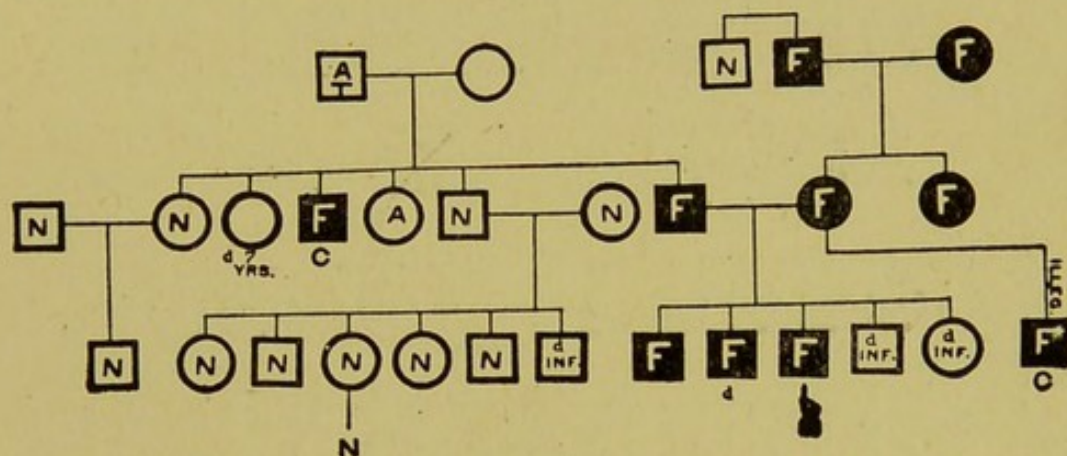 A T N F F
N N F A N N F F F
d 7 YRS. C
ILLEG.
N N N N N N d INF. F F F d INF. d INF. F
d C
N